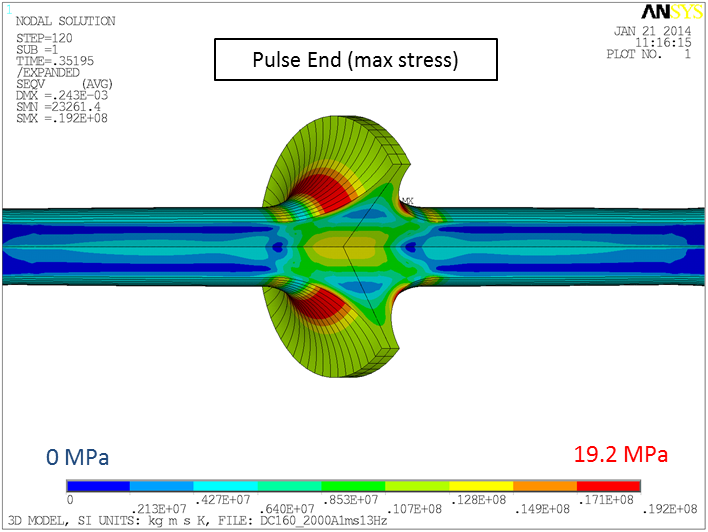 1
NODAL SOLUTION
STEP=120
SUB =1
TIME=.35195
/EXPANDED
SEQV (AVG)
DMX =.243E-03
SMN =23261.4
SMX =.192E+08
Pulse End (max stress)
ANSYS
JAN 21 2014
11:16:15
PLOT NO. 1
MX
0 MPa
19.2 MPa
0 .427E+07 .853E+07 .128E+08 .171E+08
.213E+07 .640E+07 .107E+08 .149E+08 .192E+08
3D MODEL, SI UNITS: kg m s K, FILE: DC160_2000A1ms13Hz